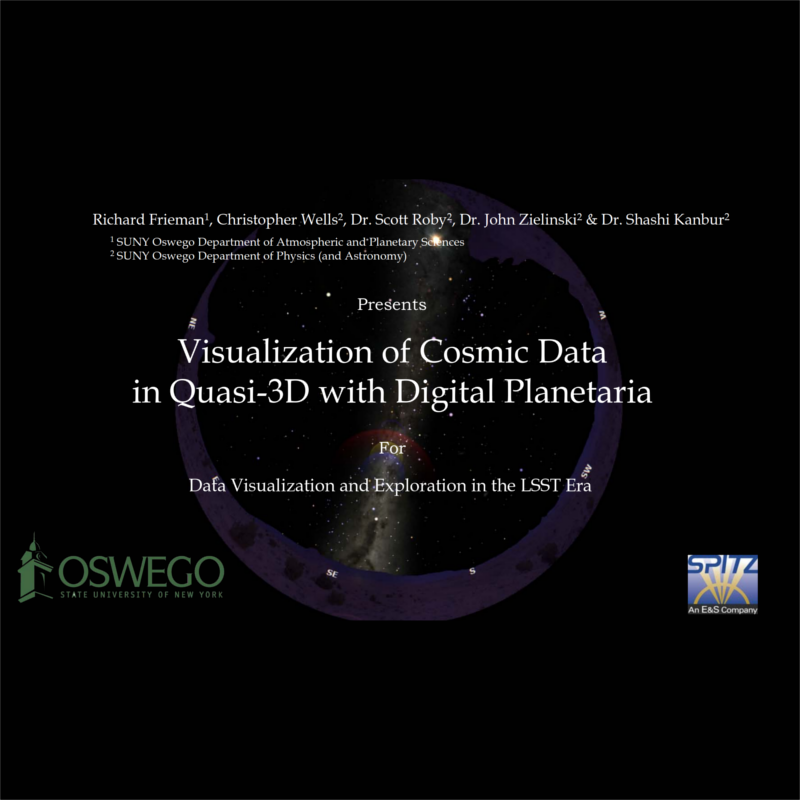 Richard Frieman¹, Christopher Wells², Dr. Scott Roby², Dr. John Zielinski² & Dr. Shashi Kanbur²
¹ SUNY Oswego Department of Atmospheric and Planetary Sciences
² SUNY Oswego Department of Physics (and Astronomy)
Presents
NE
W
Visualization of Cosmic Data
in Quasi-3D with Digital Planetaria
For
SW
Data Visualization and Exploration in the LSST Era
OSWEGO
STATE UNIVERSITY OF NEW YORK
SE
S
SPITZ
An E&S Company